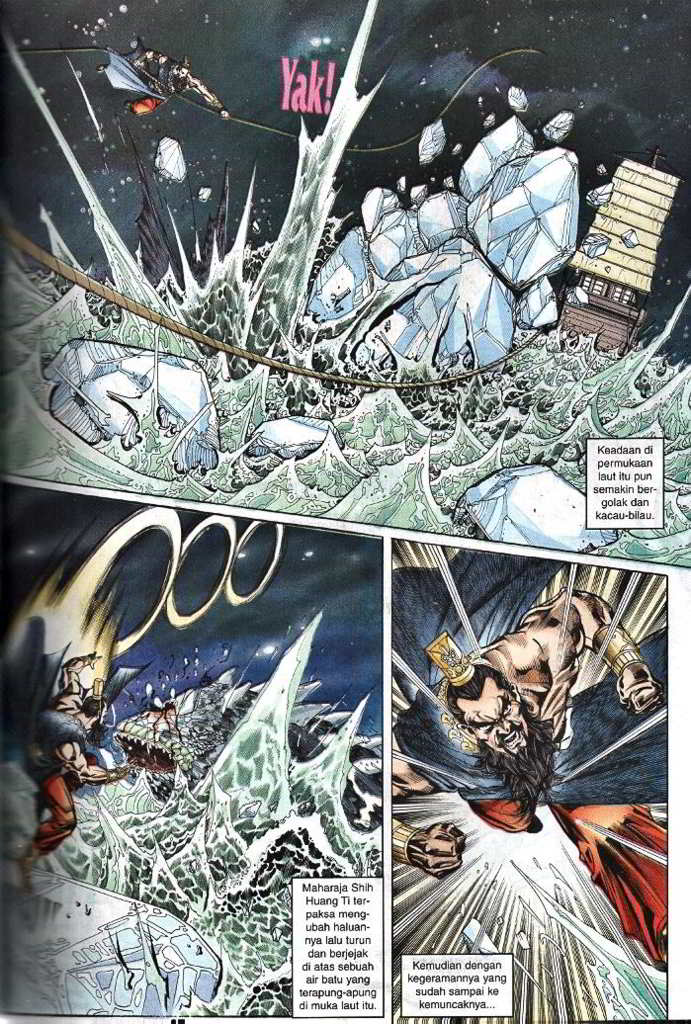 Yak!
Keadaan di
permukaan
laut itu pun
semakin ber-
golak dan
kacau-bilau.
Maharaja Shih
Huang Ti ter-
paksa meng-
ubah haluan-
nya lalu turun
dan berjejak
di atas sebuah
air batu yang
terapung-apung
di muka laut itu.
Kemudian dengan
kegeramannya yang
sudah sampai ke
kemuncaknya...